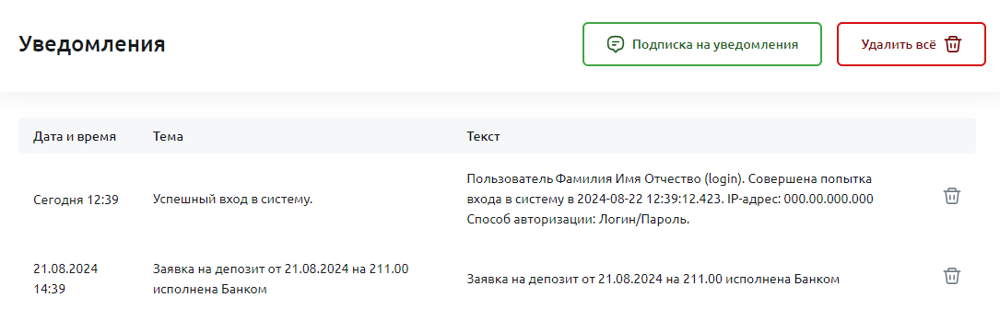 Уведомления
Подписка на уведомления
Удалить всё
Дата и время Тема Текст
Сегодня 12:39
Успешный вход в систему.
Пользователь Фамилия Имя Отчество (login). Совершена попытка
входа в систему в 2024-08-22 12:39:12.423. IP-адрес: 000.00.000.000
Способ авторизации: Логин/Пароль.
21.08.2024
14:39
Заявка на депозит от 21.08.2024 на 211.00
исполнена Банком
Заявка на депозит от 21.08.2024 на 211.00 исполнена Банком